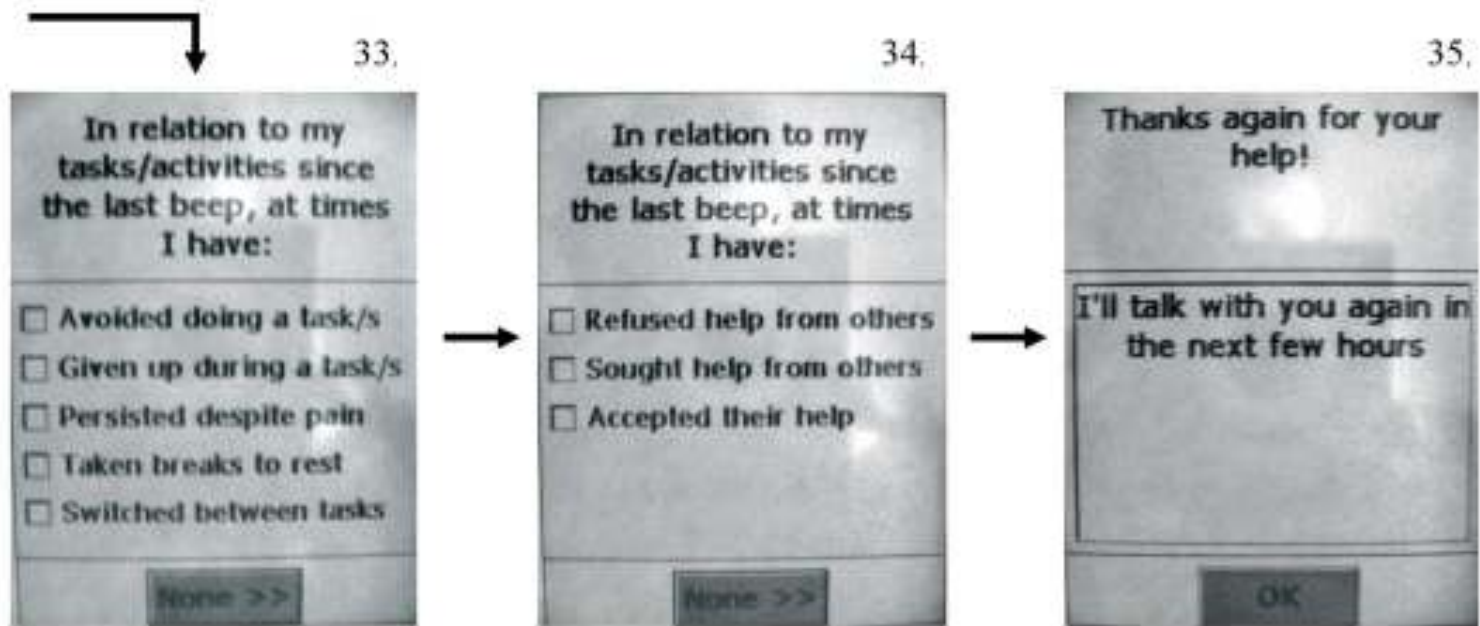 33.
In relation to my
tasks/activities since
the last beep, at times
I have:
Avoided doing a task/s
Given up during a task/s
Persisted despite pain
Taken breaks to rest
Switched between tasks
None >>
34.
In relation to my
tasks/activities since
the last beep, at times
I have:
Refused help from others
Sought help from others
Accepted their help
None >>
35.
Thanks again for your
help!
I'll talk with you again in
the next few hours
OK